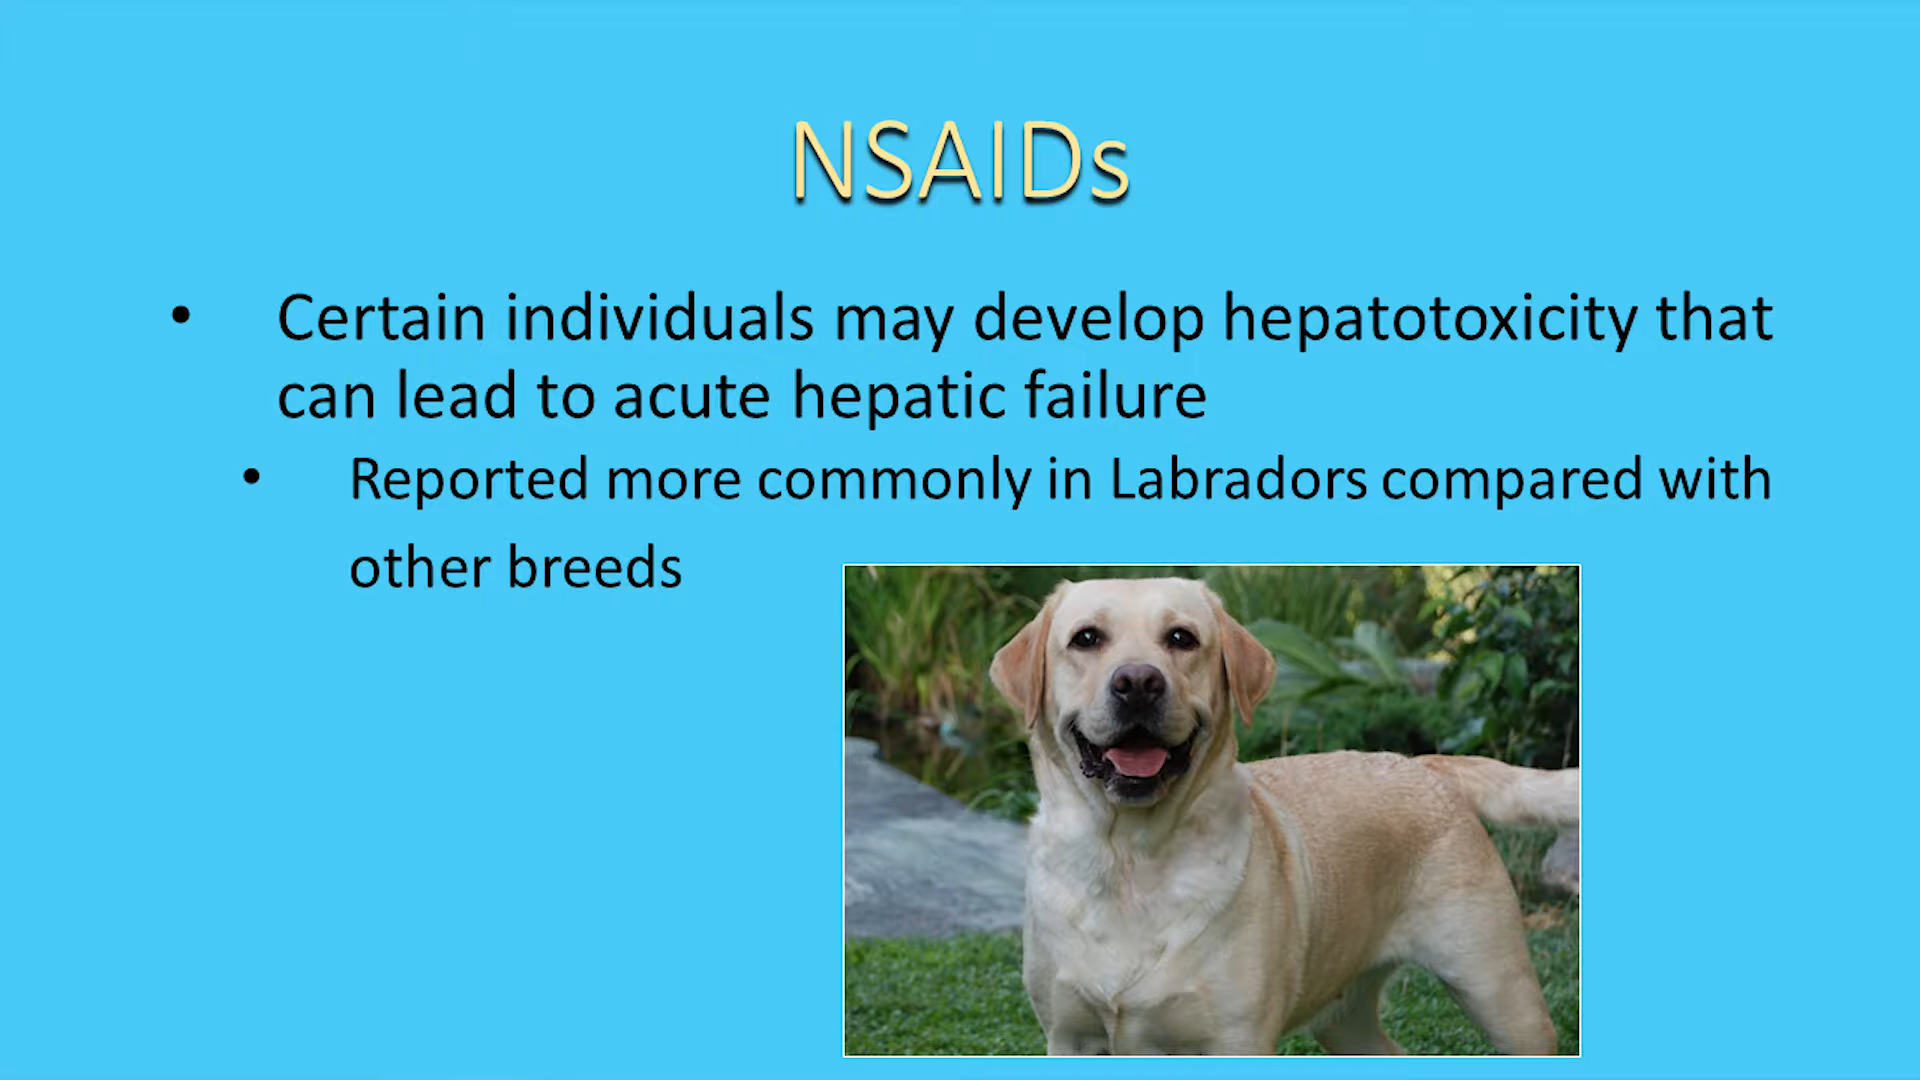 NSAIDs
• Certain individuals may develop hepatotoxicity that
can lead to acute hepatic failure
• Reported more commonly in Labradors compared with
other breeds